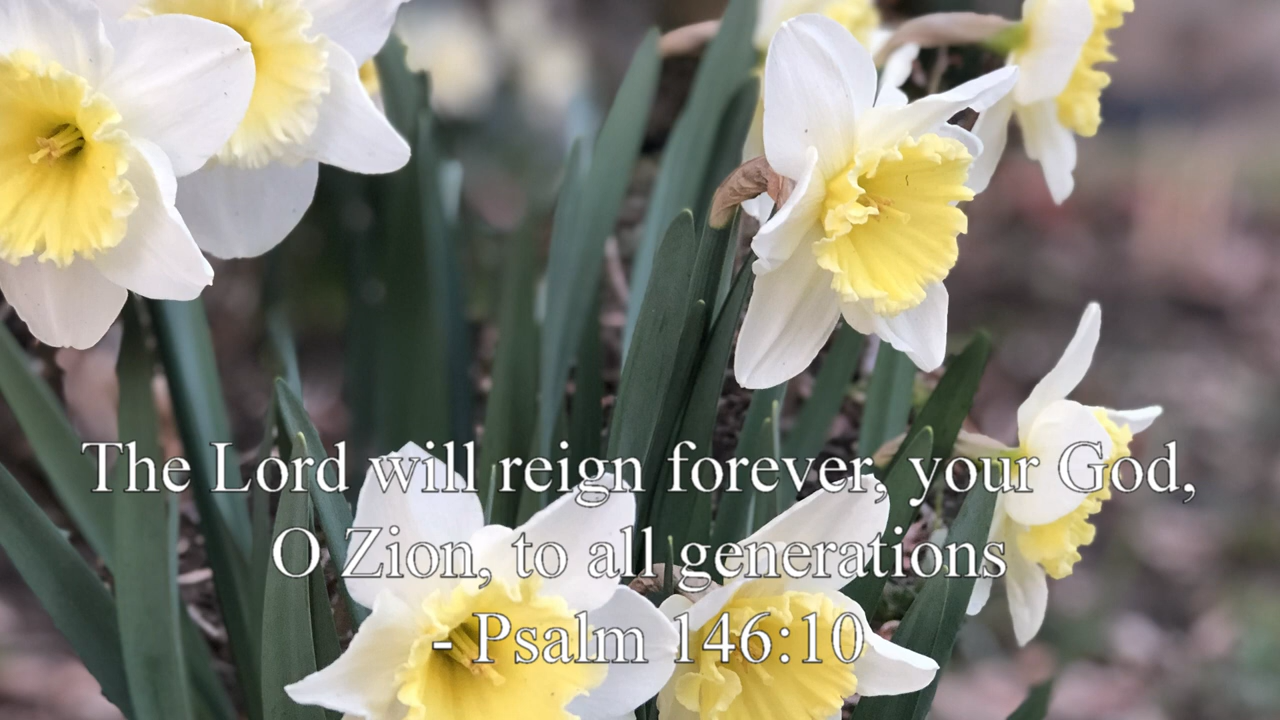 The Lord will reign forever, your God,
O Zion, to all generations
- Psalm 146:10